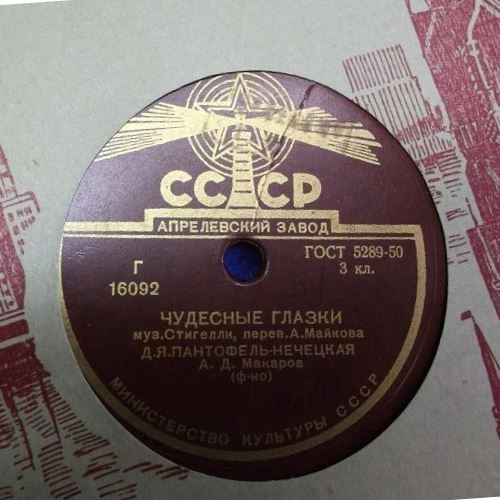 СССР
АПРЕЛЕВСКИЙ ЗАВОД
Г
16092
ГОСТ 5289-50
3 кл.
ЧУДЕСНЫЕ ГЛАЗКИ
муз.Стигелли, перев.А.Майкова
Д.Я.ПАНТОФЕЛЬ-НЕЧЕЦКАЯ
А. Д. Макаров
(ф-но)
МИНИСТЕРСТВО КУЛЬТУРЫ СССР